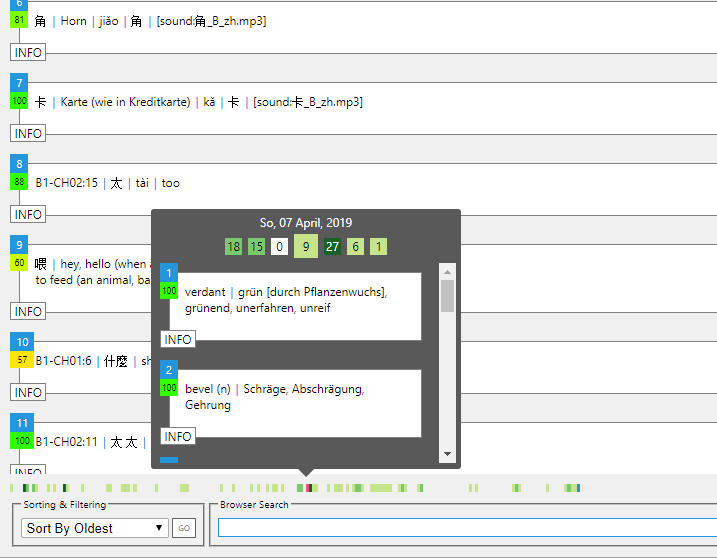 6
81
角 | Horn | jiǎo | 角 | [sound:角_B_zh.mp3]
INFO
7
100
卡 | Karte (wie in Kreditkarte) | kǎ | 卡 | [sound:卡_B_zh.mp3]
INFO
8
88
B1-CH02:15 | 太 | tài | too
INFO
9
60
喂 | hey, hello (when a
to feed (an animal, ba
INFO
10
57
B1-CH01:6 | 什麼 | sh
INFO
11
100
B1-CH02:11 | 太 太 |
INFO
So, 07 April, 2019
18 15 0 9 27 6 1
1
100
verdant | grün [durch Pflanzenwuchs],
grünend, unerfahren, unreif
INFO
2
100
bevel (n) | Schräge, Abschrägung,
Gehrung
INFO
Sorting & Filtering
Sort By Oldest
GO
Browser Search